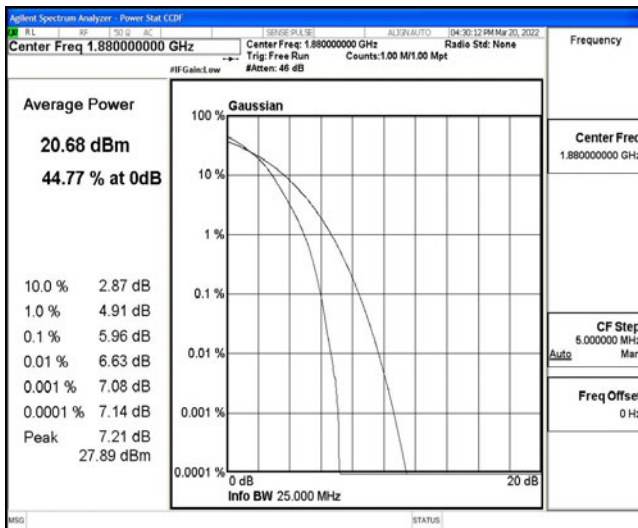 Agilent Spectrum Analyzer - Power Stat CCDF
RL RF 50 Ω AC SENSE:PULSE ALIGNAUTO 04:30:12 PM Mar 20, 2022
Center Freq 1.880000000 GHz
Center Freq: 1.880000000 GHz Radio Std: None
Trig: Free Run Counts:1.00 M/1.00 Mpt
#IFGain:Low #Atten: 46 dB
Frequency
Average Power
20.68 dBm
44.77 % at 0dB
10.0 % 2.87 dB
1.0 % 4.91 dB
0.1 % 5.96 dB
0.01 % 6.63 dB
0.001 % 7.08 dB
0.0001 % 7.14 dB
Peak 7.21 dB
27.89 dBm
Gaussian
100 %
10 %
1 %
0.1 %
0.01 %
0.001 %
0.0001 %
0 dB 20 dB
Info BW 25.000 MHz
Center Freq
1.880000000 GHz
CF Step
5.000000 MHz
Auto Man
Freq Offset
0 Hz
MSG STATUS